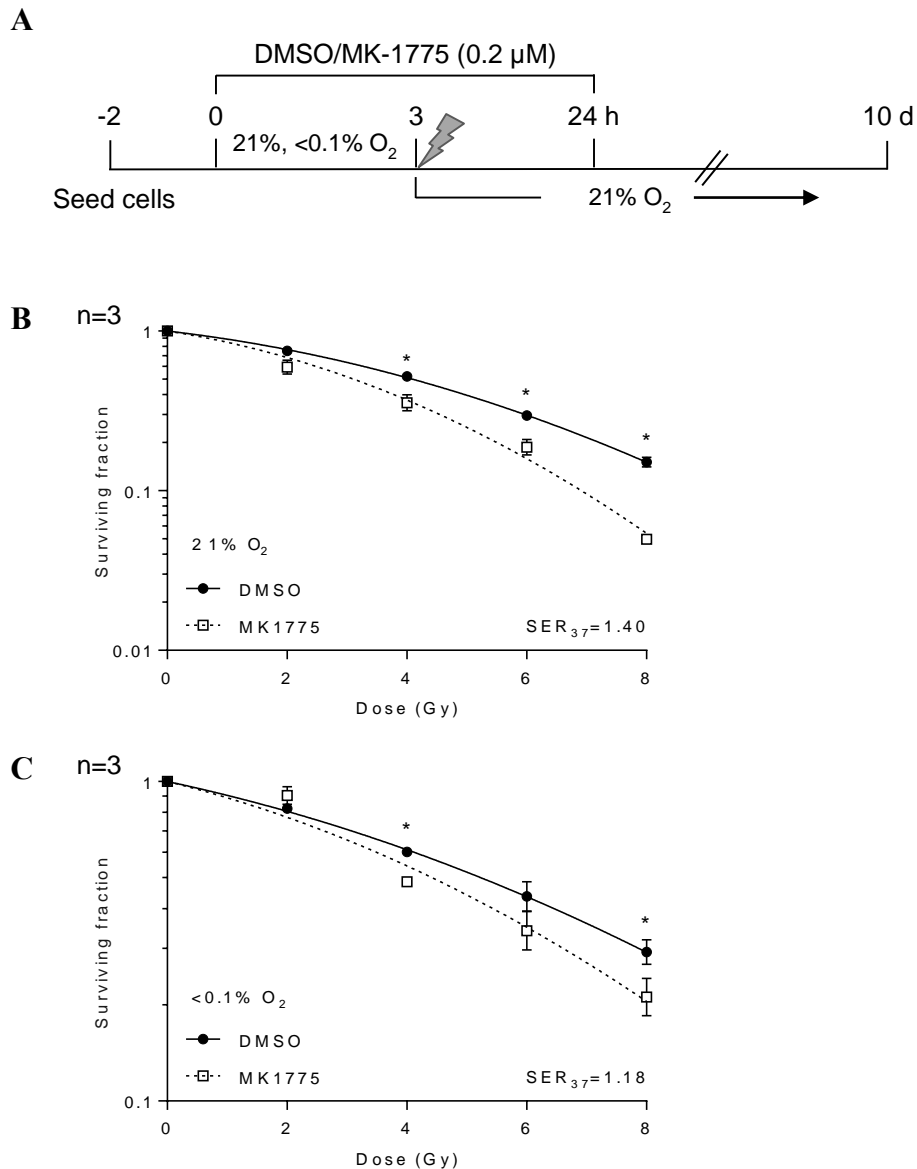 A
DMSO/MK-1775 (0.2 µM)
-2 0 3 24 h 10 d
21%, <0.1% O₂
Seed cells
21% O₂
B n=3
1
0.1
0.01
Surviving fraction
* * *
21% O₂
DMSO
MK1775
SER₃₇=1.40
0 2 4 6 8
Dose (Gy)
C n=3
1
0.1
Surviving fraction
* *
<0.1% O₂
DMSO
MK1775
SER₃₇=1.18
0 2 4 6 8
Dose (Gy)